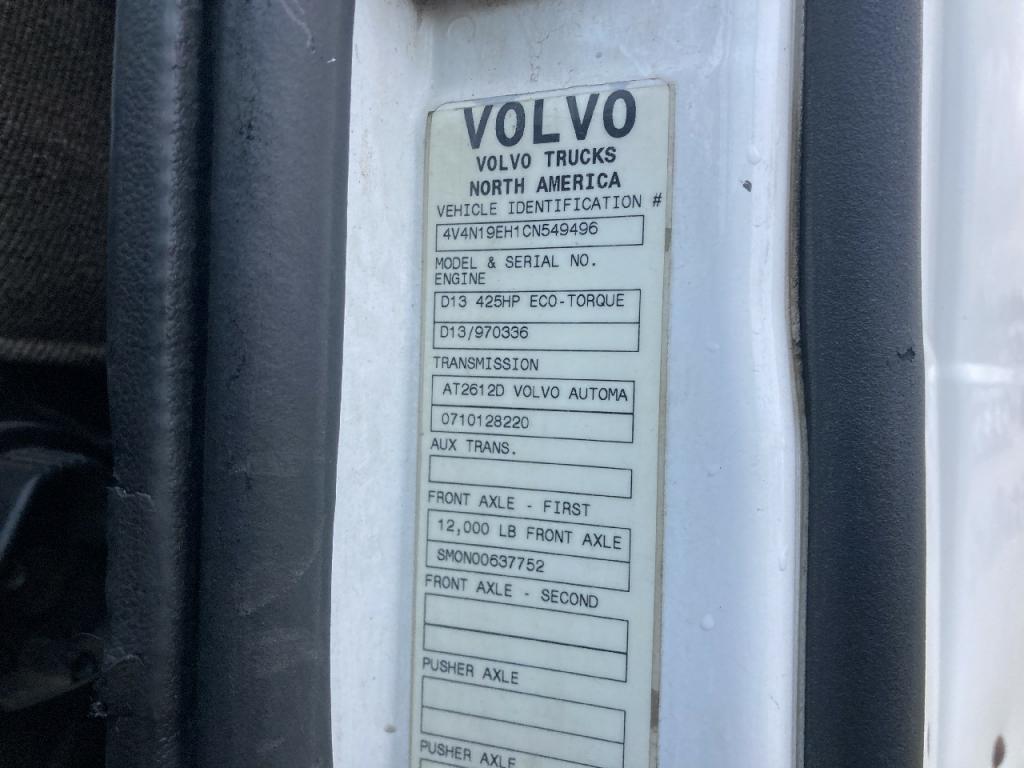 VOLVO
VOLVO TRUCKS
NORTH AMERICA
VEHICLE IDENTIFICATION #
4V4N19EH1CN549496
MODEL & SERIAL NO.
ENGINE
D13 425HP ECO-TORQUE
D13/970336
TRANSMISSION
AT2612D VOLVO AUTOMA
0710128220
AUX TRANS.
FRONT AXLE - FIRST
12,000 LB FRONT AXLE
SMON00637752
FRONT AXLE - SECOND
PUSHER AXLE
PUSHER AXLE